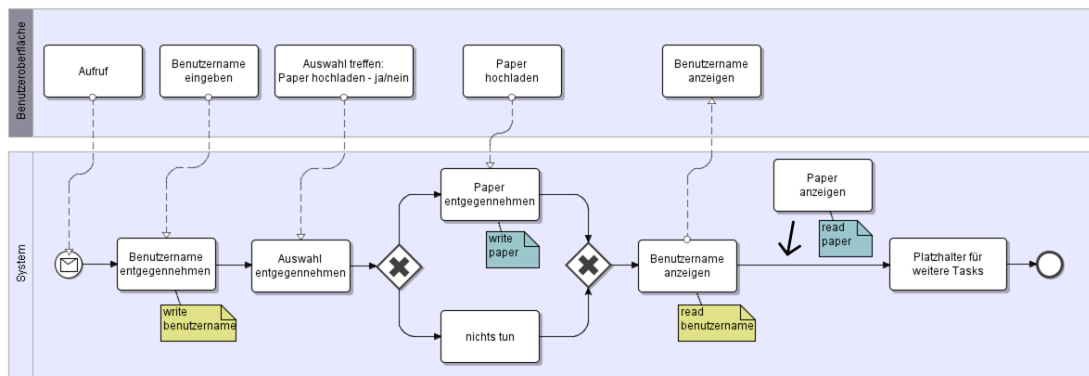 Benutzeroberfläche
Aufruf
Benutzername
eingeben
Auswahl treffen:
Paper hochladen - ja/nein
Paper
hochladen
Benutzername
anzeigen
System
Benutzername
entgegennehmen
write
benutzername
Auswahl
entgegennehmen
Paper
entgegennehmen
write
paper
nichts tun
Benutzername
anzeigen
read
benutzername
Paper
anzeigen
read
paper
Platzhalter für
weitere Tasks